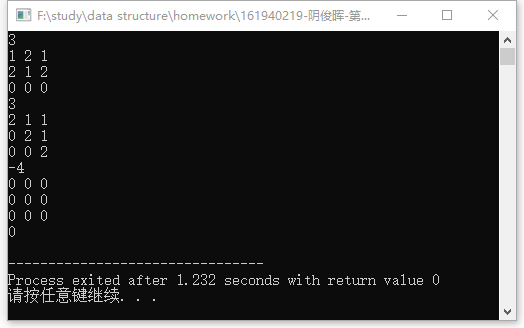 F:\study\data structure\homework\161940219-阴俊晖-第...
3
1 2 1
2 1 2
0 0 0
3
2 1 1
0 2 1
0 0 2
-4
0 0 0
0 0 0
0 0 0
0
--------------------------------
Process exited after 1.232 seconds with return value 0
请按任意键继续. . .